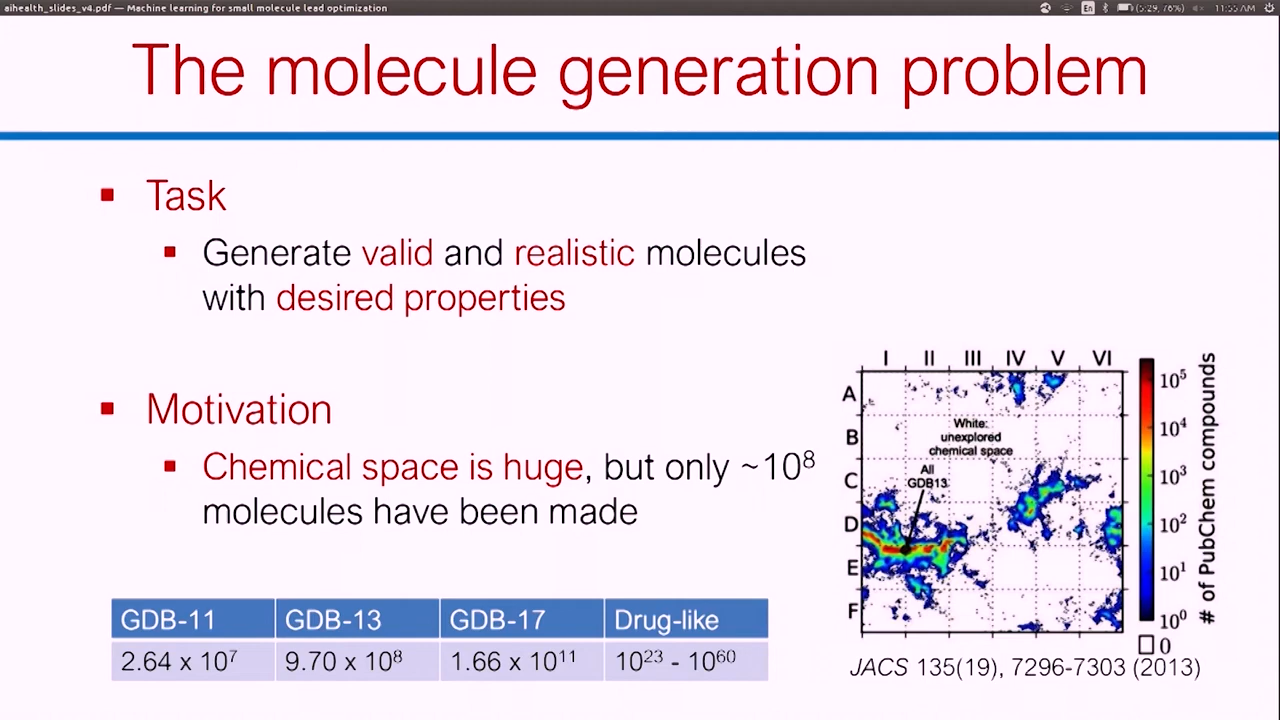 aihealth_slides_v4.pdf — Machine learning for small molecule lead optimization
En
(5:29, 76%)
11:55 AM
The molecule generation problem
Task
Generate valid and realistic molecules
with desired properties
Motivation
Chemical space is huge, but only ~10⁸
molecules have been made
GDB-11 GDB-13 GDB-17 Drug-like
2.64 x 10⁷ 9.70 x 10⁸ 1.66 x 10¹¹ 10²³ - 10⁶⁰
I II III IV V VI
A
B
C
D
E
F
White:
unexplored
chemical space
All
GDB13
10⁵
10⁴
10³
10²
10¹
10⁰
0
# of PubChem compounds
JACS 135(19), 7296-7303 (2013)